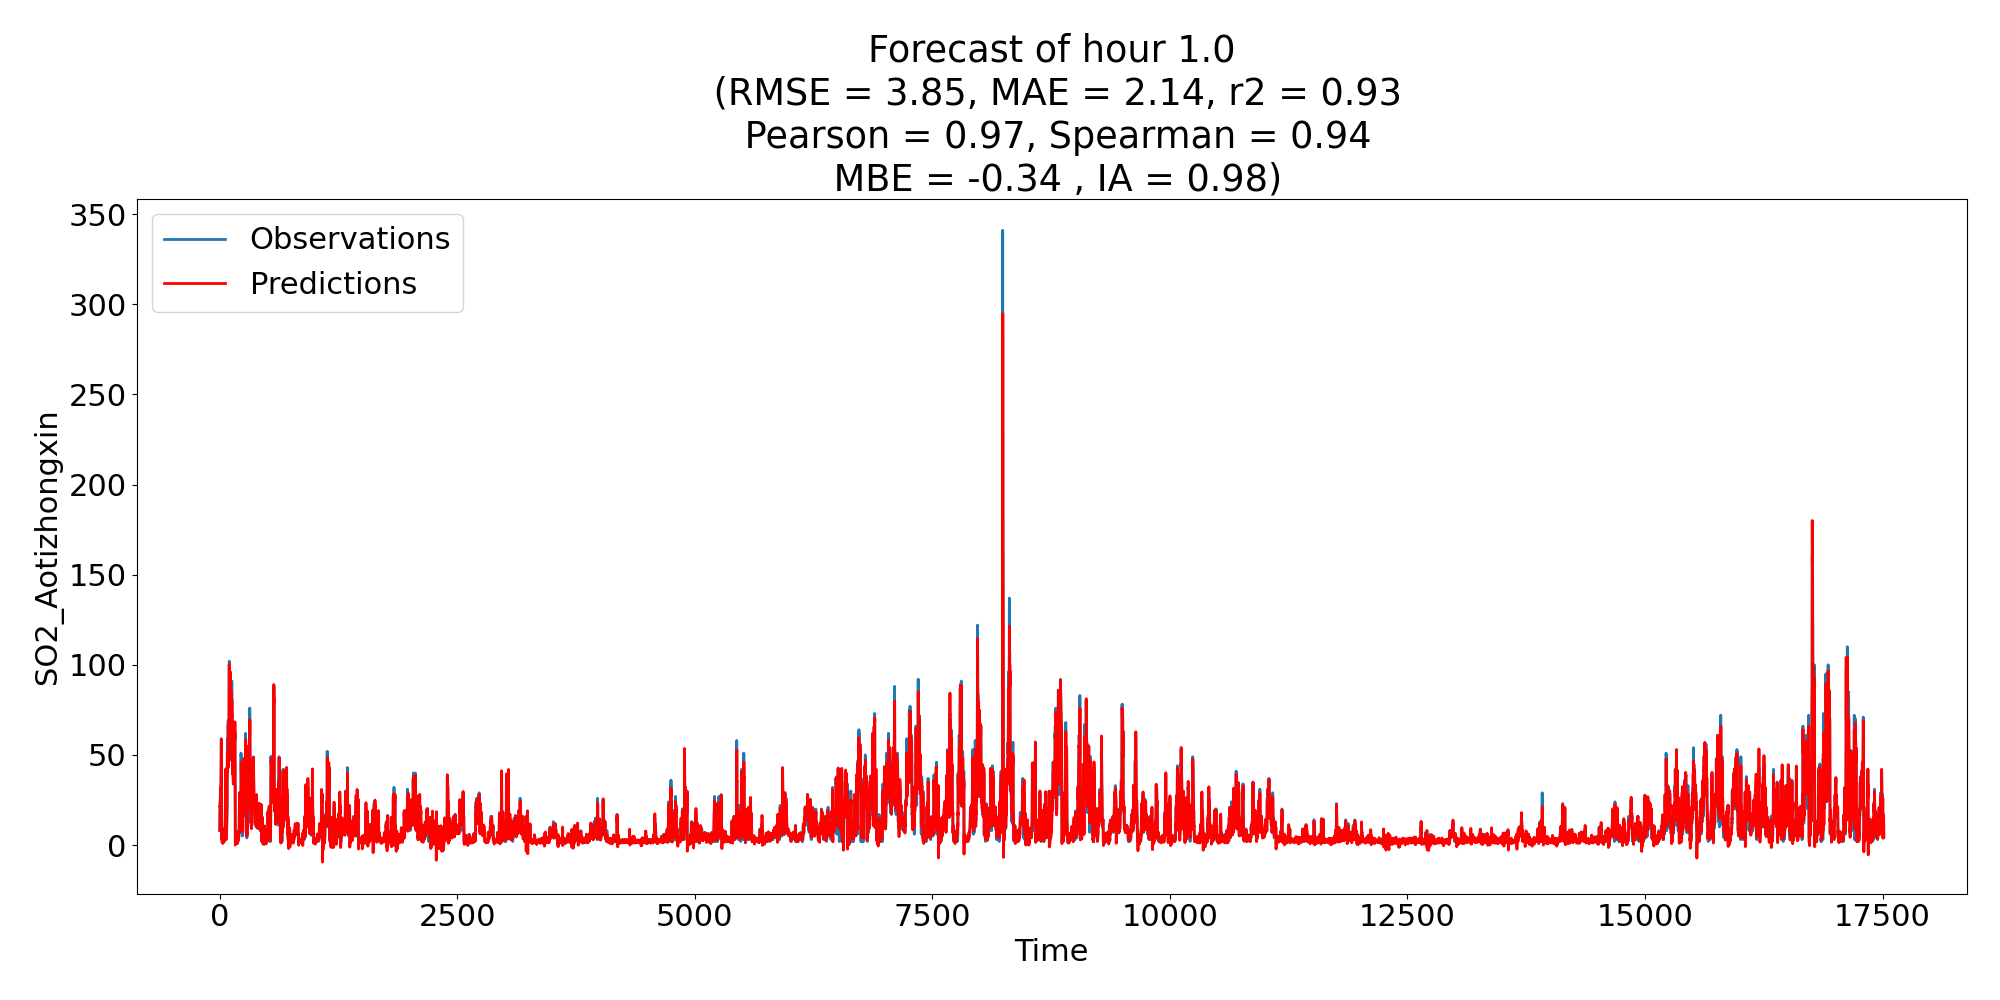 Forecast of hour 1.0
(RMSE = 3.85, MAE = 2.14, r2 = 0.93
Pearson = 0.97, Spearman = 0.94
MBE = -0.34 , IA = 0.98)
Observations
Predictions
SO2_Aotizhongxin
350
300
250
200
150
100
50
0
0 2500 5000 7500 10000 12500 15000 17500
Time